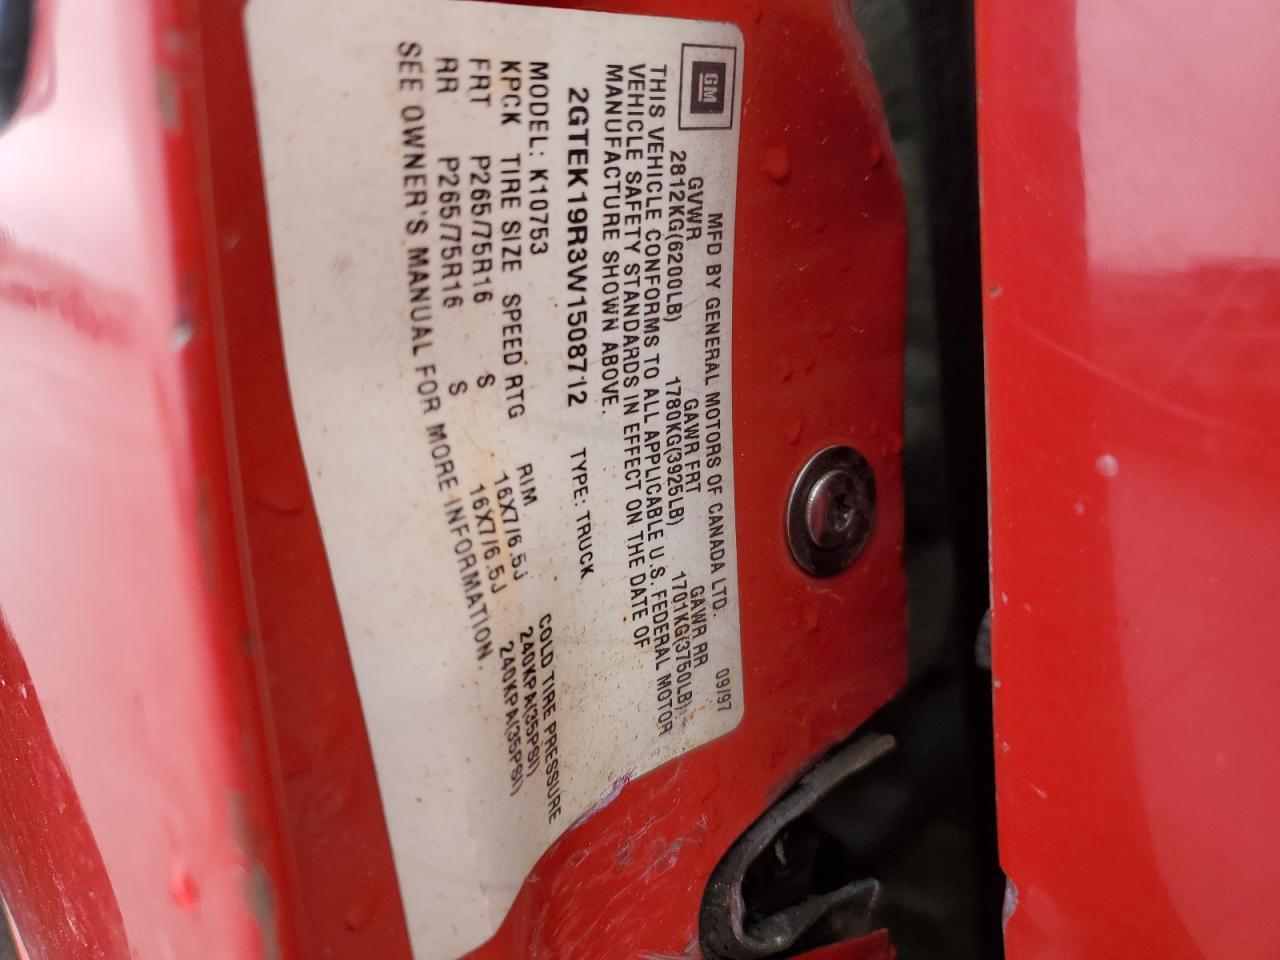 GM
MFD BY GENERAL MOTORS OF CANADA LTD. 09/97
GVWR GAWR FRT GAWR RR
2812KG(6200LB) 1780KG(3925LB) 1701KG(3750LB)
THIS VEHICLE CONFORMS TO ALL APPLICABLE U.S. FEDERAL MOTOR
VEHICLE SAFETY STANDARDS IN EFFECT ON THE DATE OF
MANUFACTURE SHOWN ABOVE.
2GTEK19R3W1508712 TYPE: TRUCK
MODEL: K10753
KPCK TIRE SIZE SPEED RTG RIM COLD TIRE PRESSURE
FRT P265/75R16 S 16X7/6.5J 240KPA(35PSI)
RR P265/75R16 S 16X7/6.5J 240KPA(35PSI)
SEE OWNER'S MANUAL FOR MORE INFORMATION.